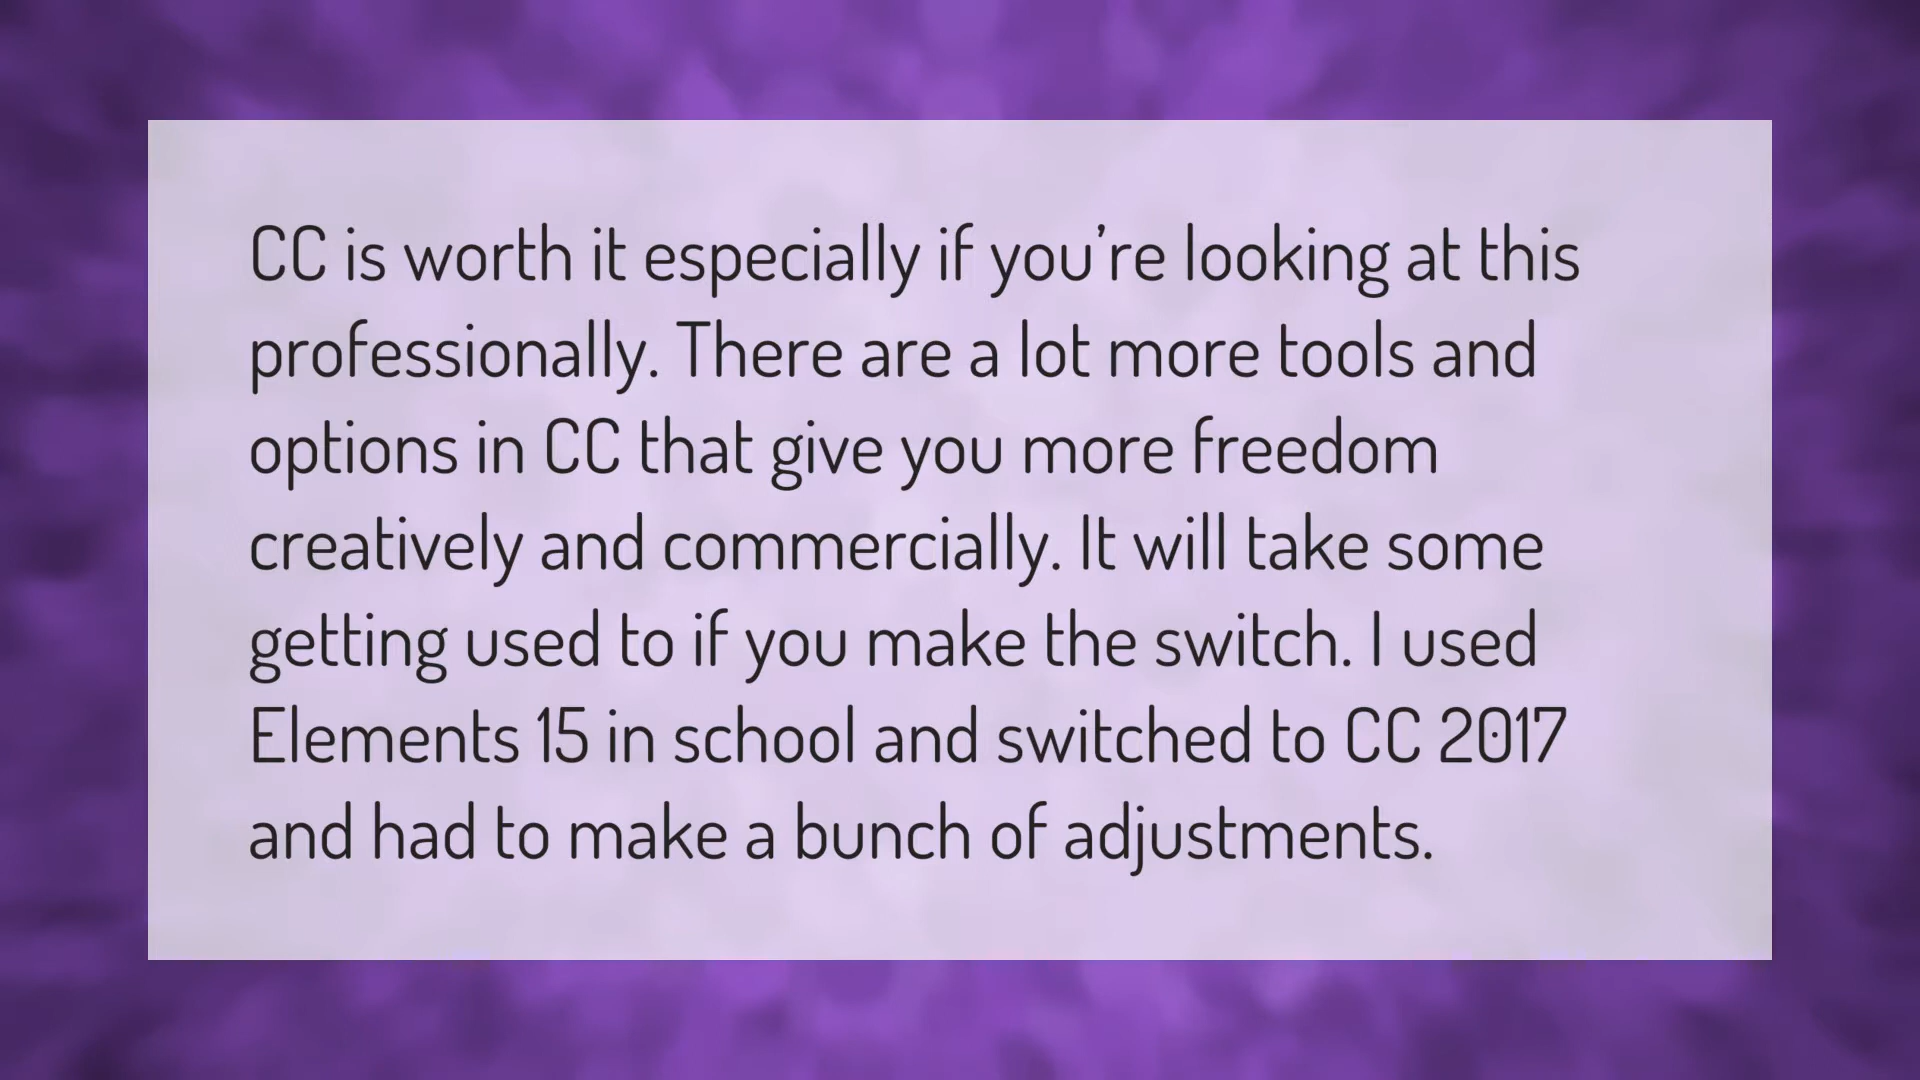 CC is worth it especially if you’re looking at this
professionally. There are a lot more tools and
options in CC that give you more freedom
creatively and commercially. It will take some
getting used to if you make the switch. I used
Elements 15 in school and switched to CC 2017
and had to make a bunch of adjustments.